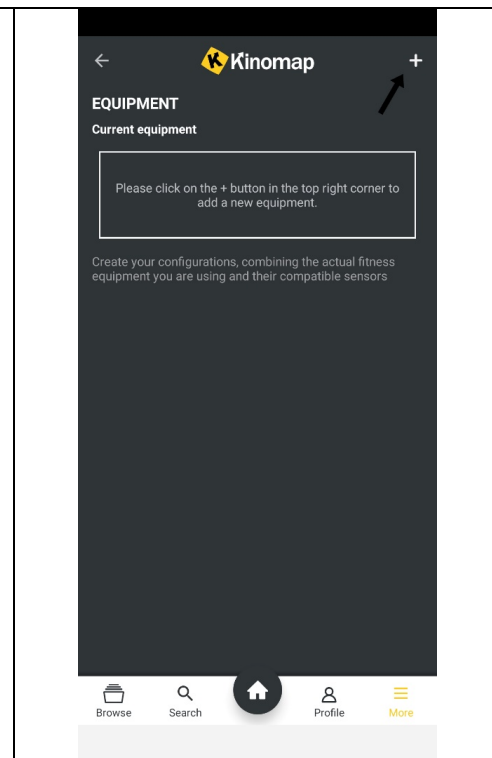 Kinomap
+
EQUIPMENT
Current equipment
Please click on the + button in the top right corner to
add a new equipment.
Create your configurations, combining the actual fitness
equipment you are using and their compatible sensors
Browse
Search
Profile
More